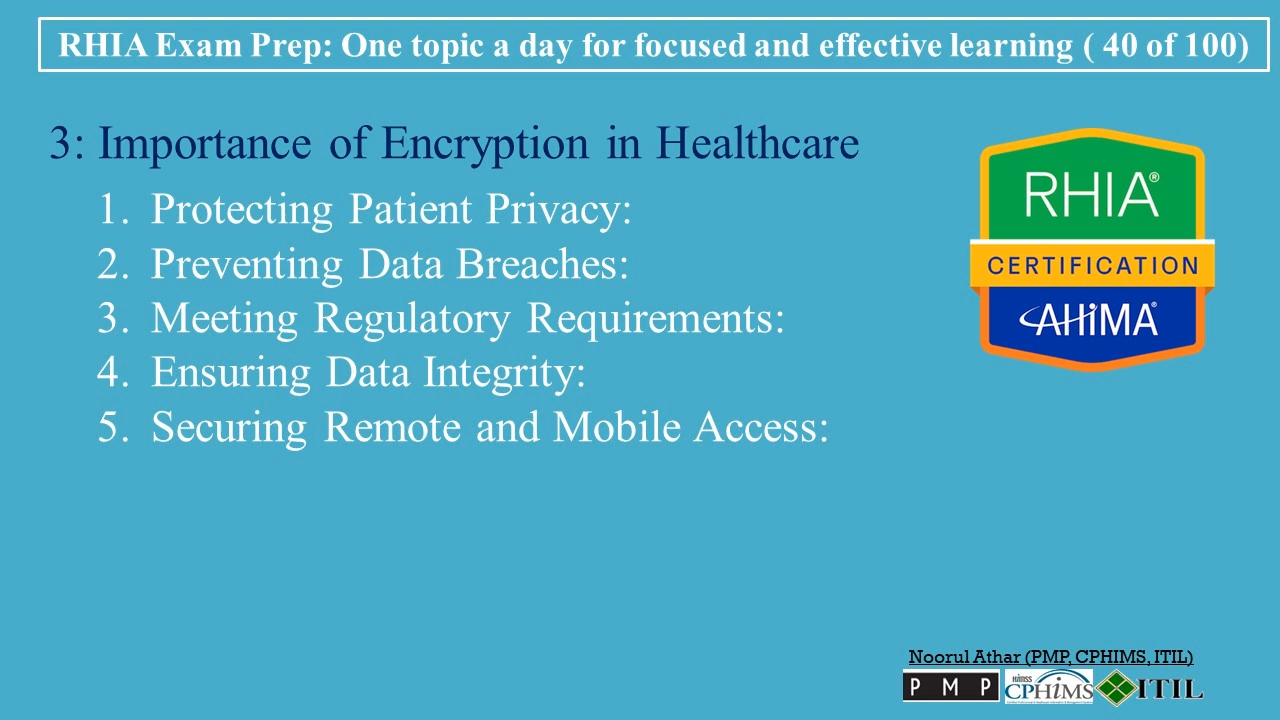 RHIA Exam Prep: One topic a day for focused and effective learning ( 40 of 100)
3: Importance of Encryption in Healthcare
1. Protecting Patient Privacy:
2. Preventing Data Breaches:
3. Meeting Regulatory Requirements:
4. Ensuring Data Integrity:
5. Securing Remote and Mobile Access:
RHIA®
CERTIFICATION
AHiMA®
Noorul Athar (PMP, CPHIMS, ITIL)
PMP
HiMSS
CPHiMS
ITIL